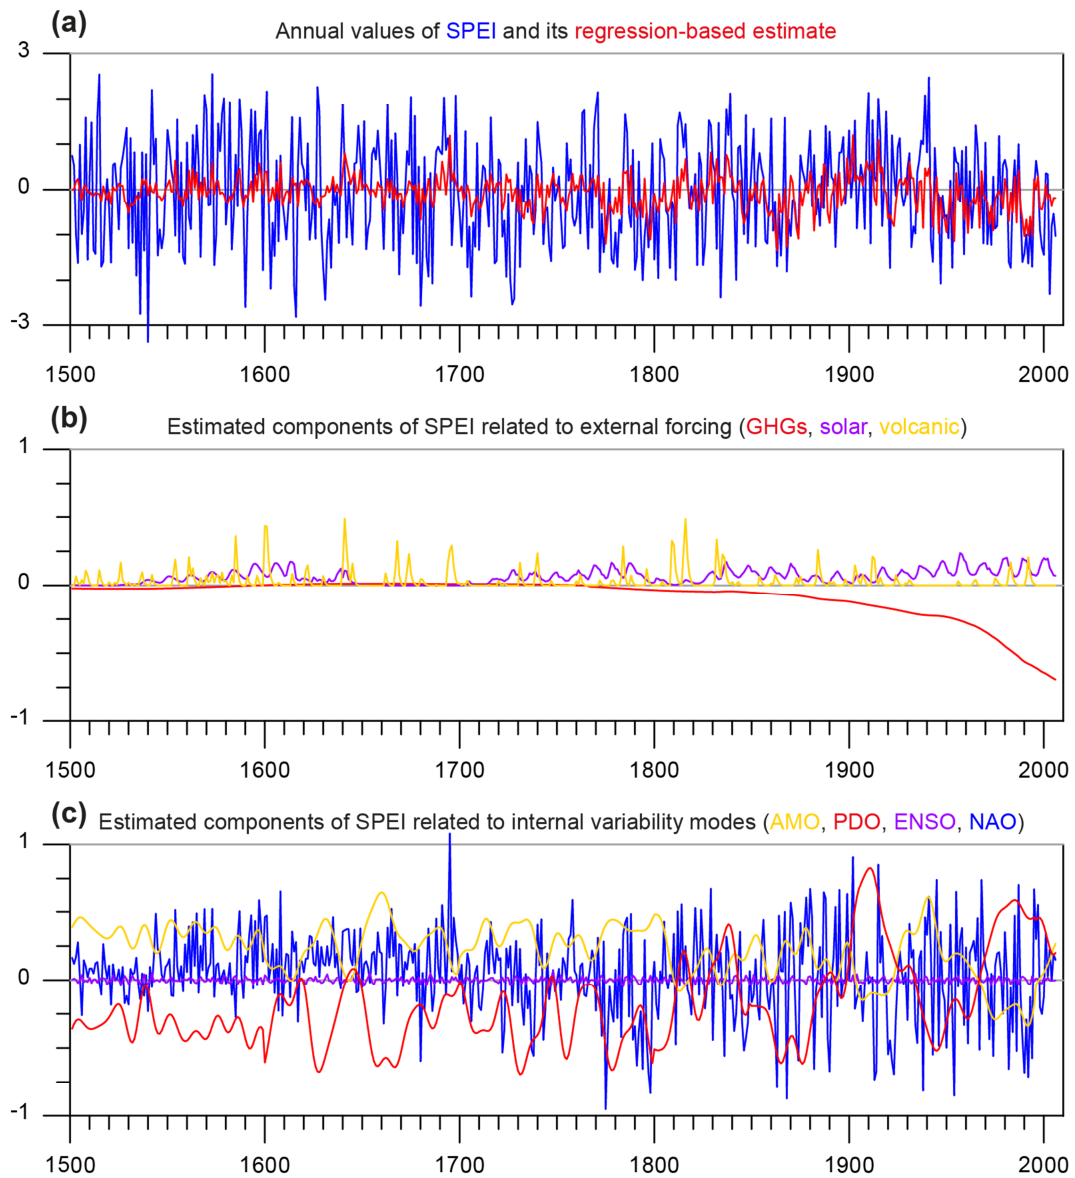 (a)
Annual values of SPEI and its regression-based estimate
3
0
-3
1500 1600 1700 1800 1900 2000
(b)
Estimated components of SPEI related to external forcing (GHGs, solar, volcanic)
1
0
-1
1500 1600 1700 1800 1900 2000
(c)
Estimated components of SPEI related to internal variability modes (AMO, PDO, ENSO, NAO)
1
0
-1
1500 1600 1700 1800 1900 2000